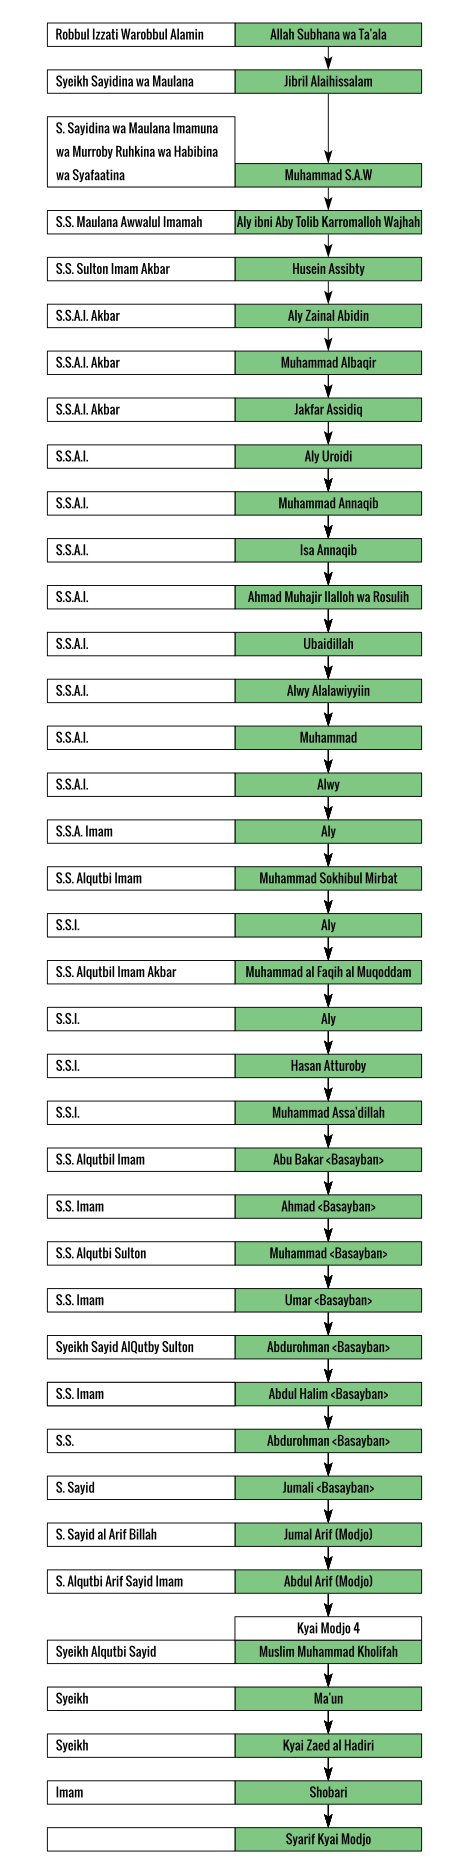 Robbul Izzati Warobbul Alamin
Allah Subhana wa Ta'ala
Syeikh Sayidina wa Maulana
Jibril Alaihissalam
S. Sayidina wa Maulana Imamuna
wa Murroby Ruhkina wa Habibina
wa Syafaatina
Muhammad S.A.W
S.S. Maulana Awwalul Imamah
Aly ibni Aby Tolib Karromalloh Wajhah
S.S. Sulton Imam Akbar
Husein Assibty
S.S.A.I. Akbar
Aly Zainal Abidin
S.S.A.I. Akbar
Muhammad Albaqir
S.S.A.I. Akbar
Jakfar Assidiq
S.S.A.I.
Aly Uroidi
S.S.A.I.
Muhammad Annaqib
S.S.A.I.
Isa Annaqib
S.S.A.I.
Ahmad Muhajir Ilalloh wa Rosulih
S.S.A.I.
Ubaidillah
S.S.A.I.
Alwy Alalawiyyiin
S.S.A.I.
Muhammad
S.S.A.I.
Alwy
S.S.A. Imam
Aly
S.S. Alqutbi Imam
Muhammad Sokhibul Mirbat
S.S.I.
Aly
S.S. Alqutbil Imam Akbar
Muhammad al Faqih al Muqoddam
S.S.I.
Aly
S.S.I.
Hasan Atturoby
S.S.I.
Muhammad Assa'dillah
S.S. Alqutbil Imam
Abu Bakar <Basayban>
S.S. Imam
Ahmad <Basayban>
S.S. Alqutbi Sulton
Muhammad <Basayban>
S.S. Imam
Umar <Basayban>
Syeikh Sayid AlQutby Sulton
Abdurohman <Basayban>
S.S. Imam
Abdul Halim <Basayban>
S.S.
Abdurohman <Basayban>
S. Sayid
Jumali <Basayban>
S. Sayid al Arif Billah
Jumal Arif (Modjo)
S. Alqutbi Arif Sayid Imam
Abdul Arif (Modjo)
Kyai Modjo 4
Syeikh Alqutbi Sayid
Muslim Muhammad Kholifah
Syeikh
Ma'un
Syeikh
Kyai Zaed al Hadiri
Imam
Shobari
Syarif Kyai Modjo